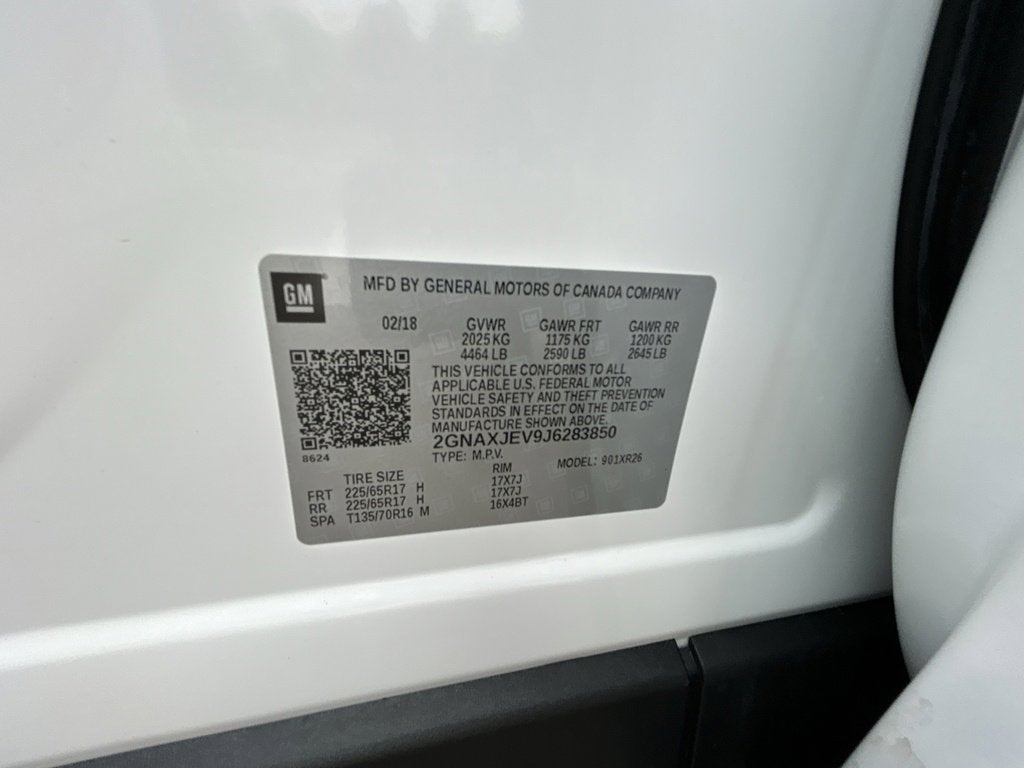 GM
MFD BY GENERAL MOTORS OF CANADA COMPANY
02/18 GVWR GAWR FRT GAWR RR
2025 KG 1175 KG 1200 KG
4464 LB 2590 LB 2645 LB
THIS VEHICLE CONFORMS TO ALL
APPLICABLE U.S. FEDERAL MOTOR
VEHICLE SAFETY AND THEFT PREVENTION
STANDARDS IN EFFECT ON THE DATE OF
MANUFACTURE SHOWN ABOVE.
2GNAXJEV9J6283850
8624
TYPE: M.P.V. MODEL: 901XR26
TIRE SIZE RIM
FRT 225/65R17 H 17X7J
RR 225/65R17 H 17X7J
SPA T135/70R16 M 16X4BT